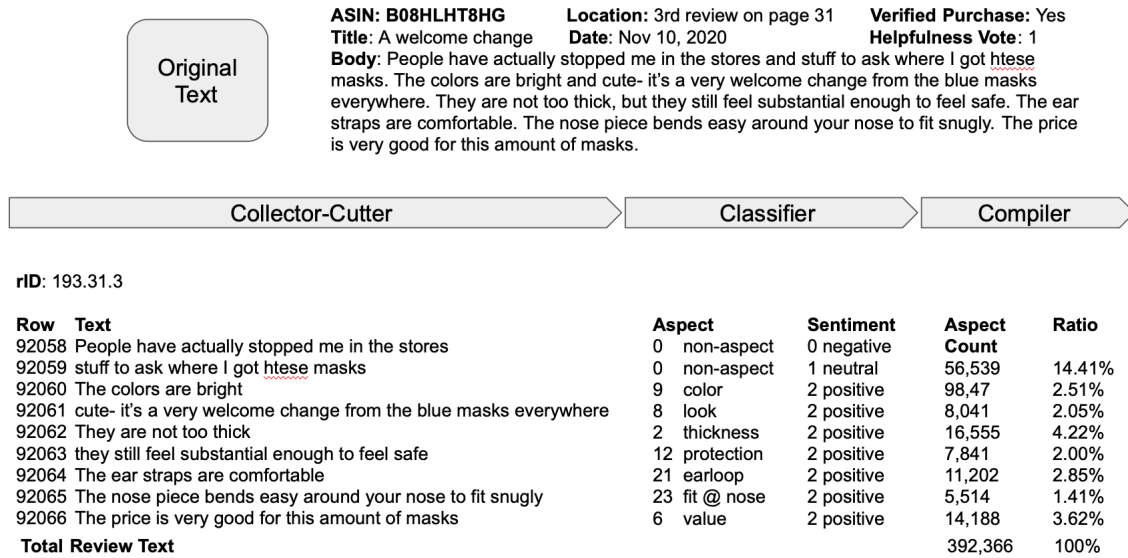 Original
Text
ASIN: B08HLHT8HG Location: 3rd review on page 31 Verified Purchase: Yes
Title: A welcome change Date: Nov 10, 2020 Helpfulness Vote: 1
Body: People have actually stopped me in the stores and stuff to ask where I got htese
masks. The colors are bright and cute- it's a very welcome change from the blue masks
everywhere. They are not too thick, but they still feel substantial enough to feel safe. The ear
straps are comfortable. The nose piece bends easy around your nose to fit snugly. The price
is very good for this amount of masks.
Collector-Cutter Classifier Compiler
rID: 193.31.3
Row Text Aspect Sentiment Aspect Ratio
92058 People have actually stopped me in the stores 0 non-aspect 0 negative Count
92059 stuff to ask where I got htese masks 0 non-aspect 1 neutral 56,539 14.41%
92060 The colors are bright 9 color 2 positive 98,47 2.51%
92061 cute- it's a very welcome change from the blue masks everywhere 8 look 2 positive 8,041 2.05%
92062 They are not too thick 2 thickness 2 positive 16,555 4.22%
92063 they still feel substantial enough to feel safe 12 protection 2 positive 7,841 2.00%
92064 The ear straps are comfortable 21 earloop 2 positive 11,202 2.85%
92065 The nose piece bends easy around your nose to fit snugly 23 fit @ nose 2 positive 5,514 1.41%
92066 The price is very good for this amount of masks 6 value 2 positive 14,188 3.62%
Total Review Text 392,366 100%